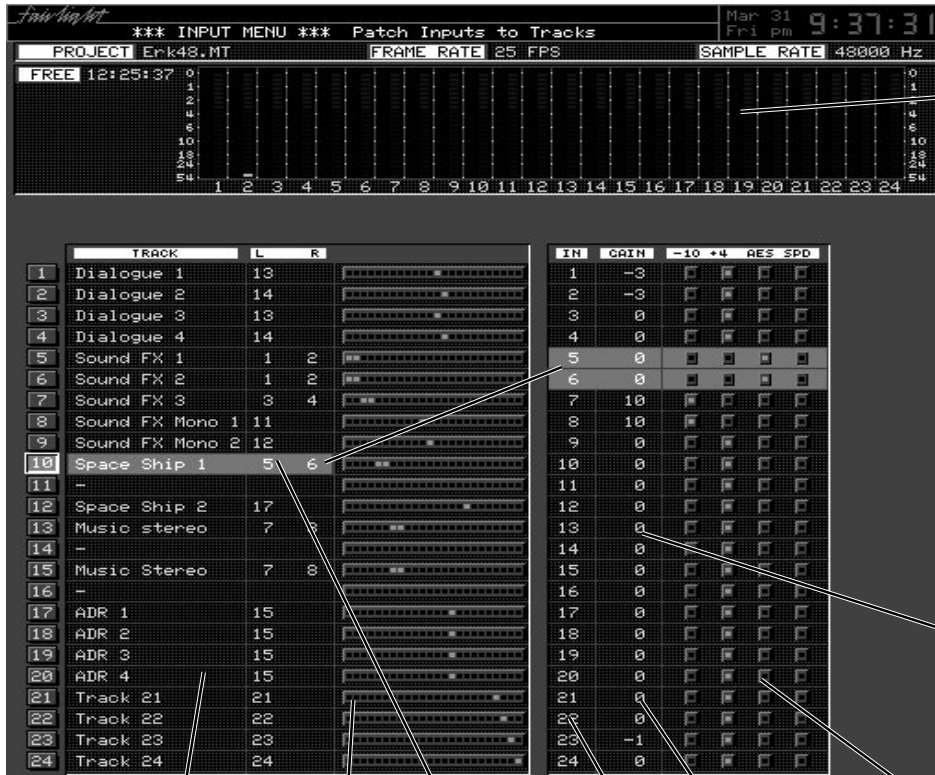 Fairlight
*** INPUT MENU *** Patch Inputs to Tracks
Mar 31
Fri pm
9:37:31
PROJECT Erk48.MT FRAME RATE 25 FPS SAMPLE RATE 48000 Hz
FREE 12:25:37
0 0
1 1
2 2
4 4
6 6
10 10
18 18
24 24
54 54
1 2 3 4 5 6 7 8 9 10 11 12 13 14 15 16 17 18 19 20 21 22 23 24
TRACK L R IN GAIN -10 +4 AES SPD
1 Dialogue 1 13 1 -3
2 Dialogue 2 14 2 -3
3 Dialogue 3 13 3 0
4 Dialogue 4 14 4 0
5 Sound FX 1 1 2 5 0
6 Sound FX 2 1 2 6 0
7 Sound FX 3 3 4 7 10
8 Sound FX Mono 1 11 8 10
9 Sound FX Mono 2 12 9 0
10 Space Ship 1 5 6 10 0
11 - 11 0
12 Space Ship 2 17 12 0
13 Music stereo 7 8 13 0
14 - 14 0
15 Music Stereo 7 8 15 0
16 - 16 0
17 ADR 1 15 17 0
18 ADR 2 15 18 0
19 ADR 3 15 19 0
20 ADR 4 15 20 0
21 Track 21 21 21 0
22 Track 22 22 22 0
23 Track 23 23 23 -1
24 Track 24 24 24 0